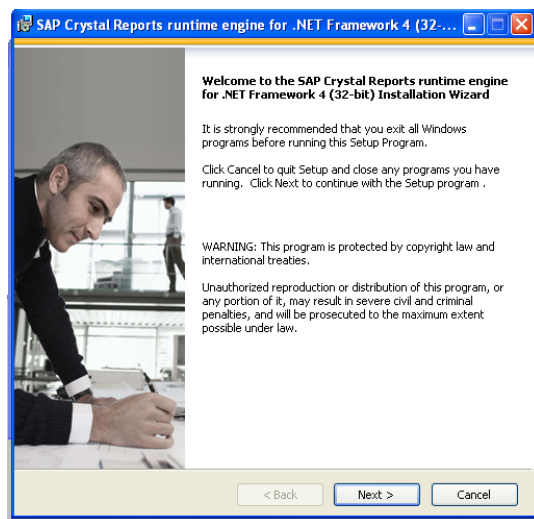 SAP Crystal Reports runtime engine for .NET Framework 4 (32-...
Welcome to the SAP Crystal Reports runtime engine
for .NET Framework 4 (32-bit) Installation Wizard
It is strongly recommended that you exit all Windows
programs before running this Setup Program.
Click Cancel to quit Setup and close any programs you have
running.  Click Next to continue with the Setup program .
WARNING: This program is protected by copyright law and
international treaties.
Unauthorized reproduction or distribution of this program, or
any portion of it, may result in severe civil and criminal
penalties, and will be prosecuted to the maximum extent
possible under law.
< Back
Next >
Cancel